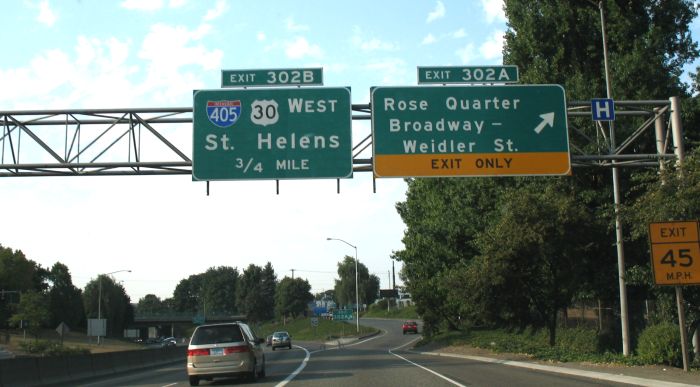 EXIT 302B
INTERSTATE
405
30
WEST
ST. HELENS
3/4 MILE
EXIT 302A
ROSE QUARTER
BROADWAY –
WEIDLER ST.
EXIT ONLY
H
EXIT
45
M.P.H.